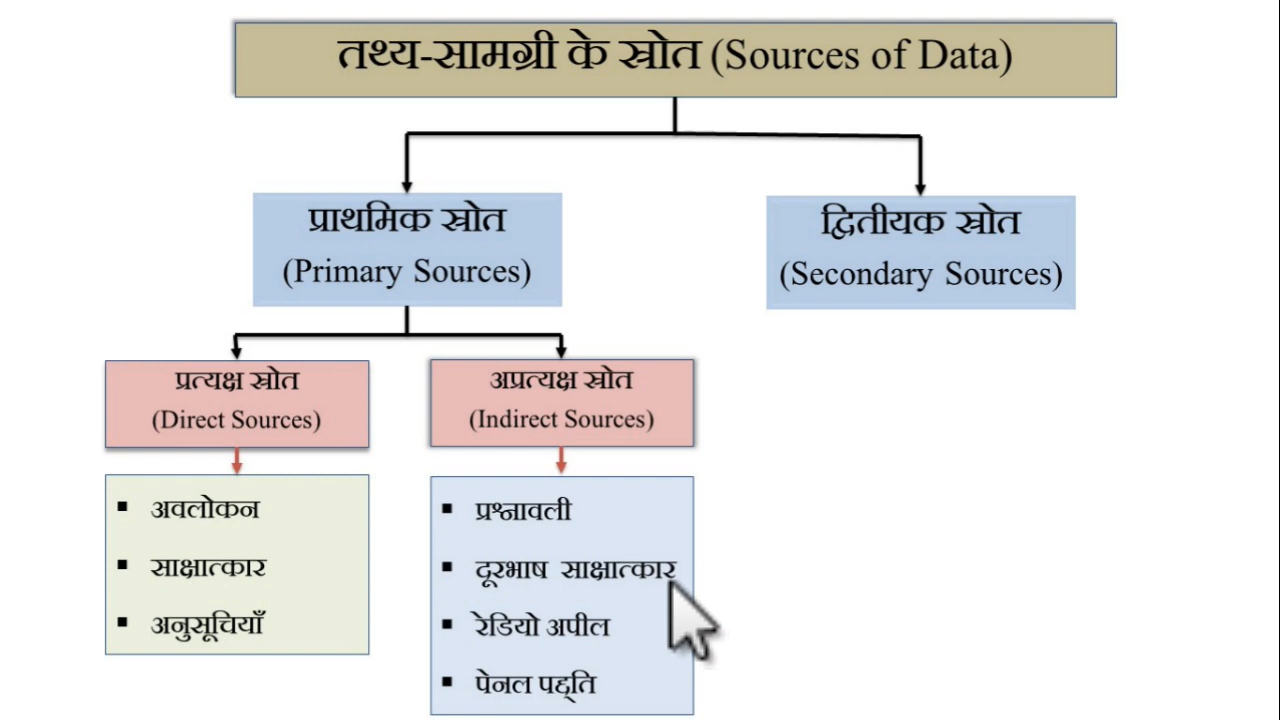 तथ्य-सामग्री के स्रोत (Sources of Data)
प्राथमिक स्रोत
(Primary Sources)
द्वितीयक स्रोत
(Secondary Sources)
प्रत्यक्ष स्रोत
(Direct Sources)
अप्रत्यक्ष स्रोत
(Indirect Sources)
▪ अवलोकन
▪ साक्षात्कार
▪ अनुसूचियाँ
▪ प्रश्नावली
▪ दूरभाष साक्षात्कार
▪ रेडियो अपील
▪ पेनल पद्द्ति